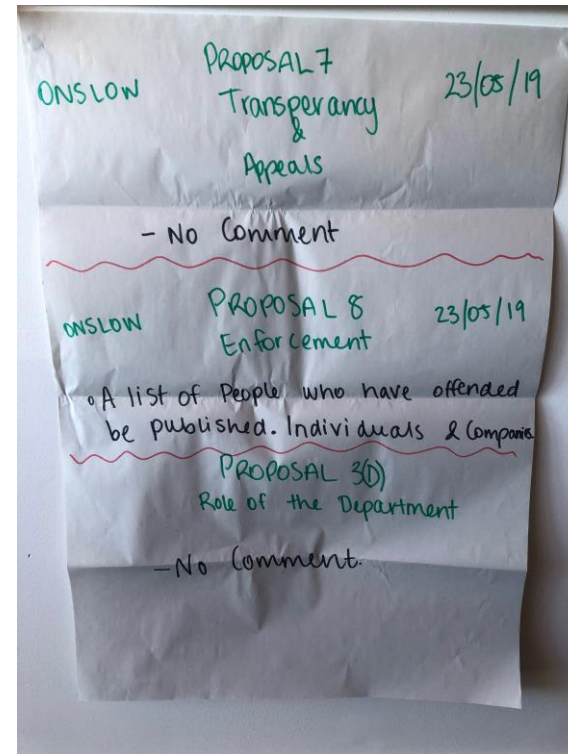 PROPOSAL 7
ONSLOW Transperancy 23/05/19
&
Appeals
- No Comment
ONSLOW PROPOSAL 8 23/05/19
Enforcement
• A list of People who have offended
be published. Individuals & Companies.
PROPOSAL 3(D)
Role of the Department
- No Comment.